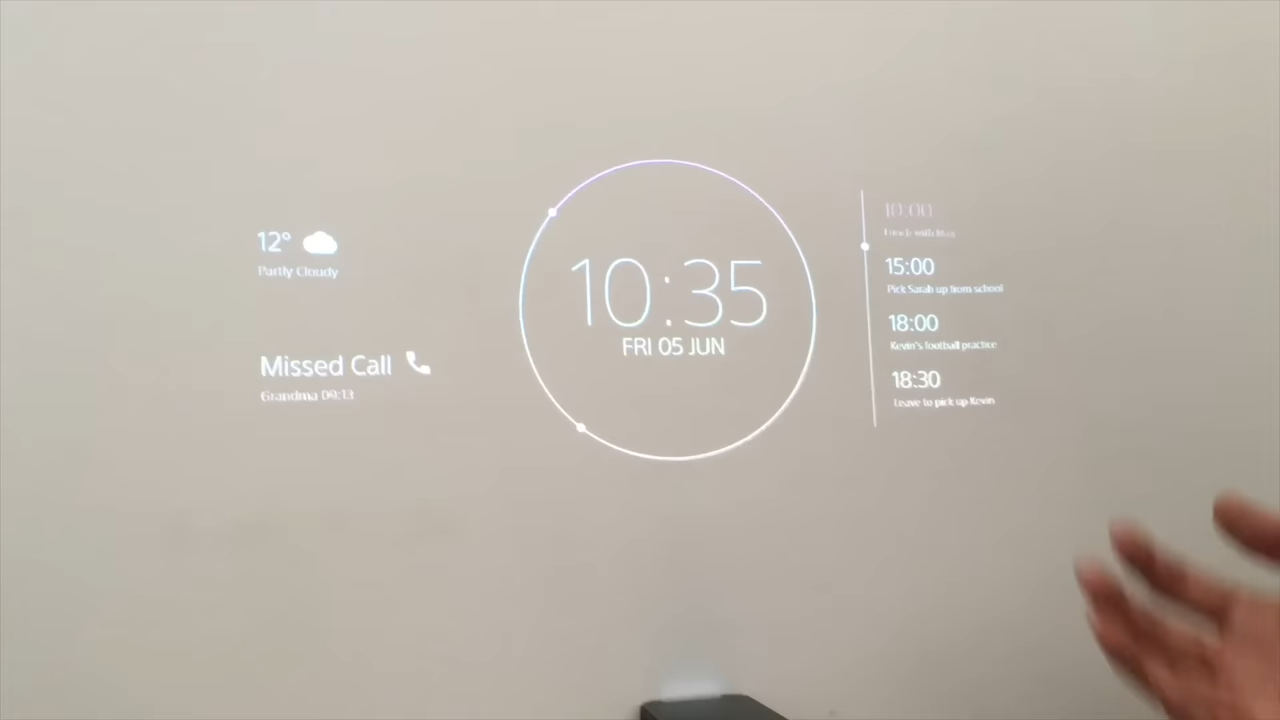 12°
Partly Cloudy
Missed Call
Grandma 09:13
10:35
FRI 05 JUN
10:00
with
15:00
Pick Sarah up from school
18:00
Kevin's football practice
18:30
Leave to pick up Kevin